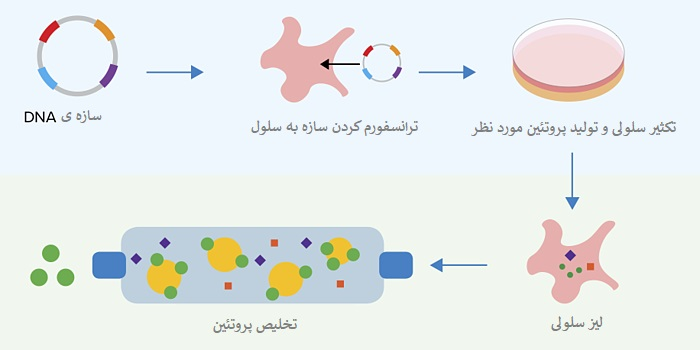 سازه ی DNA
ترانسفورم کردن سازه به سلول
تکثیر سلولی و تولید پروتئین مورد نظر
لیز سلولی
تخلیص پروتئین